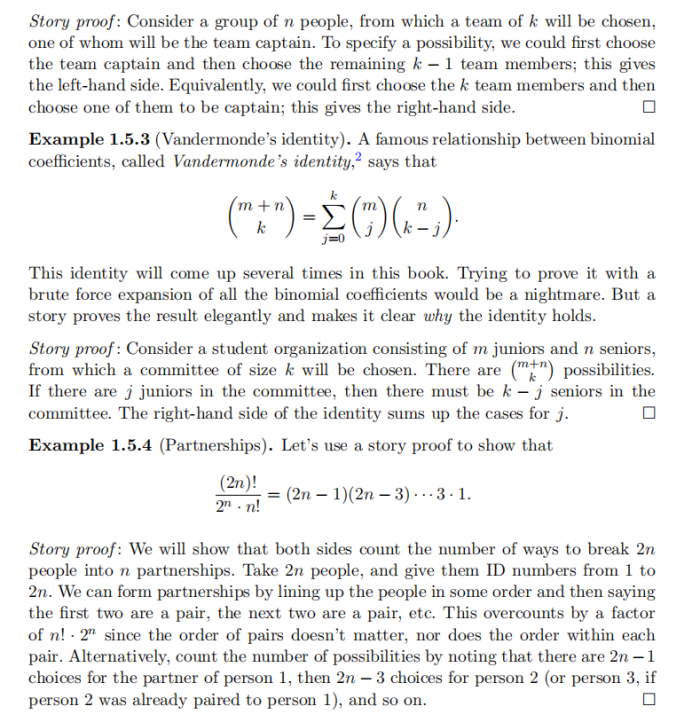 Story proof: Consider a group of n people, from which a team of k will be chosen,
one of whom will be the team captain. To specify a possibility, we could first choose
the team captain and then choose the remaining k − 1 team members; this gives
the left-hand side. Equivalently, we could first choose the k team members and then
choose one of them to be captain; this gives the right-hand side. □
Example 1.5.3 (Vandermonde's identity). A famous relationship between binomial
coefficients, called Vandermonde's identity,² says that
\binom{m+n}{k} = \sum_{j=0}^{k} \binom{m}{j} \binom{n}{k-j}.
This identity will come up several times in this book. Trying to prove it with a
brute force expansion of all the binomial coefficients would be a nightmare. But a
story proves the result elegantly and makes it clear why the identity holds.
Story proof: Consider a student organization consisting of m juniors and n seniors,
from which a committee of size k will be chosen. There are \binom{m+n}{k} possibilities.
If there are j juniors in the committee, then there must be k − j seniors in the
committee. The right-hand side of the identity sums up the cases for j. □
Example 1.5.4 (Partnerships). Let's use a story proof to show that
\frac{(2n)!}{2^n · n!} = (2n − 1)(2n − 3) ··· 3 · 1.
Story proof: We will show that both sides count the number of ways to break 2n
people into n partnerships. Take 2n people, and give them ID numbers from 1 to
2n. We can form partnerships by lining up the people in some order and then saying
the first two are a pair, the next two are a pair, etc. This overcounts by a factor
of n! · 2^n since the order of pairs doesn't matter, nor does the order within each
pair. Alternatively, count the number of possibilities by noting that there are 2n − 1
choices for the partner of person 1, then 2n − 3 choices for person 2 (or person 3, if
person 2 was already paired to person 1), and so on. □